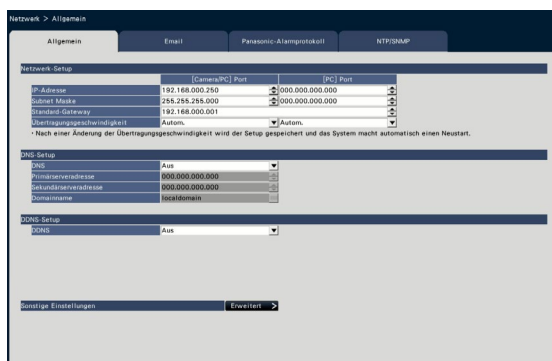 Netzwerk > Allgemein
Allgemein Email Panasonic-Alarmprotokoll NTP/SNMP
Netzwerk-Setup
[Camera/PC] Port [PC] Port
IP-Adresse 192.168.000.250 000.000.000.000
Subnet Maske 255.255.255.000 000.000.000.000
Standard-Gateway 192.168.000.001
Übertragungsgeschwindigkeit Autom. Autom.
· Nach einer Änderung der Übertragungsgeschwindigkeit wird der Setup gespeichert und das System macht automatisch einen Neustart.
DNS-Setup
DNS Aus
Primärserveradresse 000.000.000.000
Sekundärserveradresse 000.000.000.000
Domainname localdomain
DDNS-Setup
DDNS Aus
Sonstige Einstellungen Erweitert >